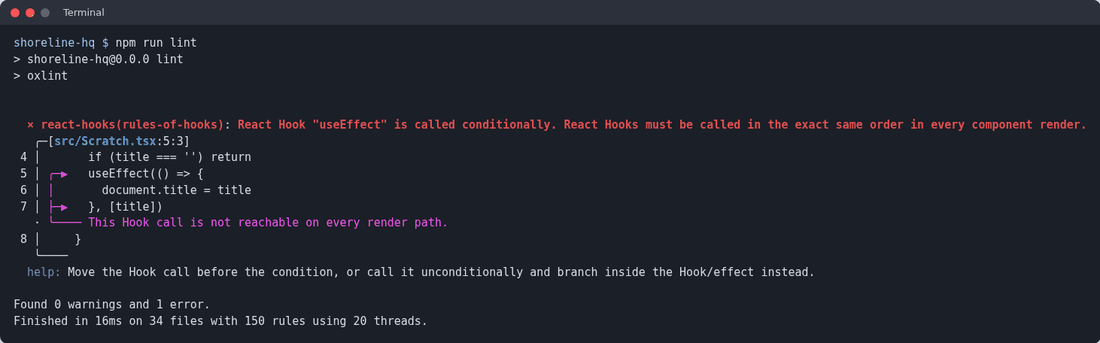 Terminal
shoreline-hq $ npm run lint
> shoreline-hq@0.0.0 lint
> oxlint
× react-hooks(rules-of-hooks): React Hook "useEffect" is called conditionally. React Hooks must be called in the exact same order in every component render.
╭─[src/Scratch.tsx:5:3]
4 │       if (title === '') return
5 │ ╭─▶   useEffect(() => {
6 │ │       document.title = title
7 │ ├─▶   }, [title])
· ╰──── This Hook call is not reachable on every render path.
8 │     }
╰────
help: Move the Hook call before the condition, or call it unconditionally and branch inside the Hook/effect instead.
Found 0 warnings and 1 error.
Finished in 16ms on 34 files with 150 rules using 20 threads.